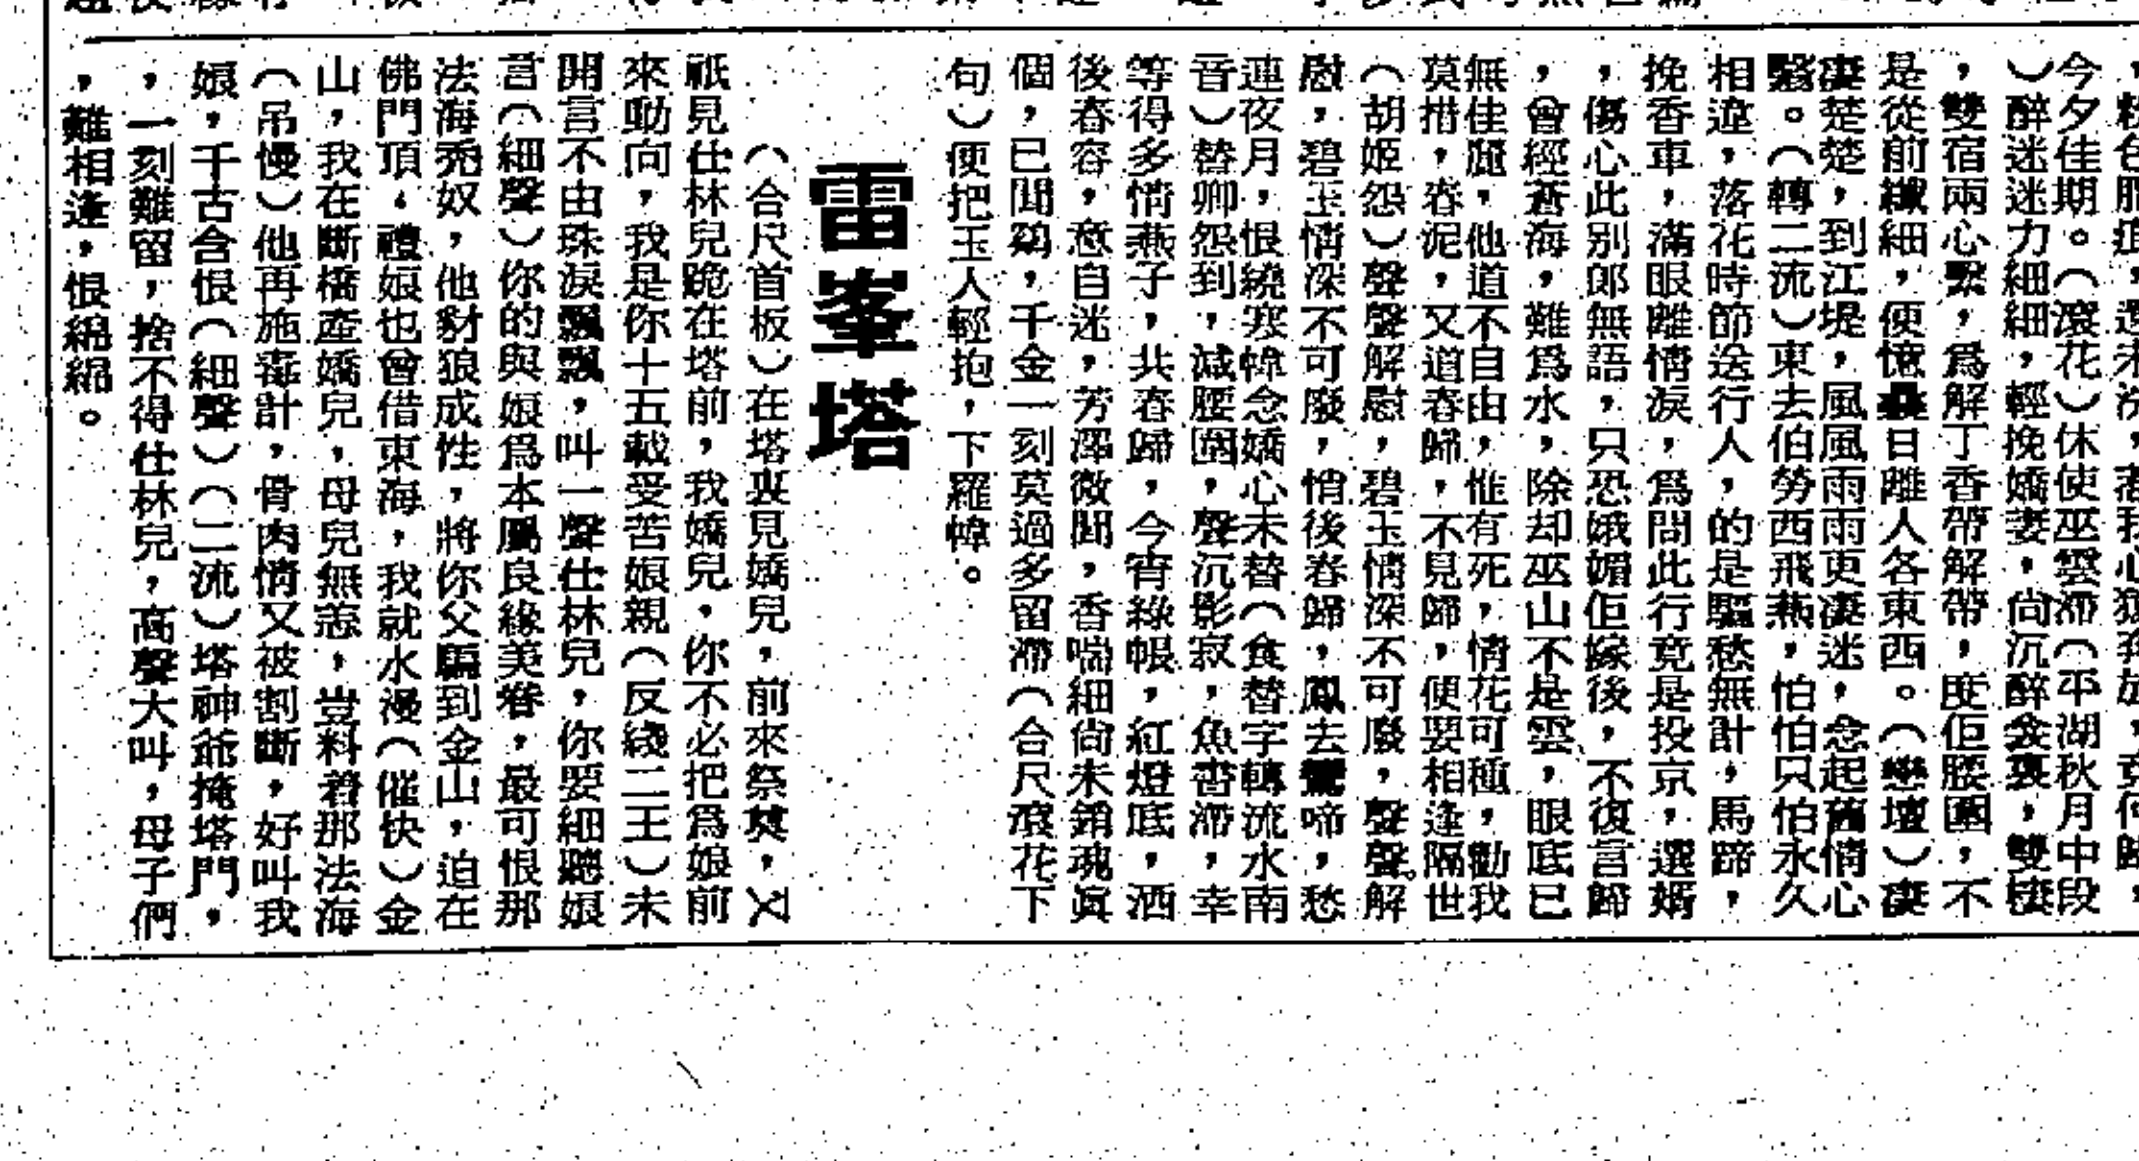 今夕佳期。（滾花）休使巫雲滯（平湖秋月中段
）醉迷迷力細細，輕挽嬌妻，尚沉醉衾裏，雙棲
，雙宿兩心繫，爲解丁香帶解帶，度佢腰圍，不
是從前纖細，便憶曩日離人各東西。（戀壇）淒
淒楚楚，到江堤，風風雨雨更淒迷，念起舊情心
翳。（轉二流）東去伯勞西飛燕，怕怕只怕永久
相違，落花時節送行人，的是驅愁無計，馬蹄，
挽香車，滿眼離情淚，爲問此行竟是投京，選婿
，傷心此别郎無語，只恐娥媚佢嫁後，不復言歸
，曾經蒼海，難爲水，除却巫山不是雲，眼底已
無佳麗，他道不自由，惟有死，情花可種，勸我
莫措，春泥，又道春歸，不見歸，便要相逢隔世
（胡姬怨）聲聲解慰，碧玉情深不可廢，聲聲解
慰，碧玉情深不可廢，悄後春歸，鳳去鶯啼，愁
連夜月，恨繞寒幃念嬌心未替（食替字轉流水南
音）替卿怨到，減腰圍，聲沉影寂，魚書滯，幸
等得多情燕子，共春歸，今宵綠帳，紅燈底，洒
後春容，意自迷，芳澤微聞，香喘細尚未銷魂眞
個，已聞鷄，千金一刻莫過多留滯（合尺滾花下
句）便把玉人輕抱，下羅幃。
雷峯塔
（合尺首板）在塔裏見嬌兒，前來祭奠，又
祇見仕林兒跪在塔前，我嬌兒，你不必把爲娘前
來動向，我是你十五載受苦娘親（反綫二王）未
開言不由珠淚飄飄，叫一聲仕林兒，你要細聽娘
言（細聲）你的與娘爲本屬良緣美眷，最可恨那
法海禿奴，他豺狼成性，將你父騙到金山，迫在
佛門頂，禮娘也曾借東海，我就水漫（催快）金
山，我在斷橋產嬌兒，母兒無恙，豈料着那法海
（吊慢）他再施毒計，骨肉情又被割斷，好叫我
娘，千古含恨（細聲）（二流）塔神爺掩塔門，
，一刻難留，捨不得仕林兒，高聲大叫，母子們
，難相逢，恨綿綿。